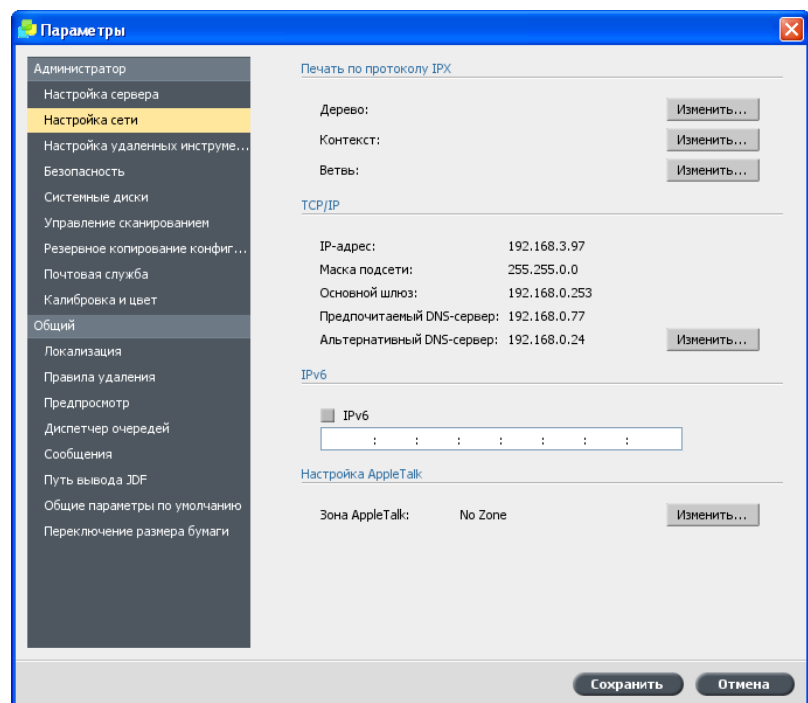 Параметры
Администратор
Настройка сервера
Настройка сети
Настройка удаленных инструме...
Безопасность
Системные диски
Управление сканированием
Резервное копирование конфиг...
Почтовая служба
Калибровка и цвет
Общий
Локализация
Правила удаления
Предпросмотр
Диспетчер очередей
Сообщения
Путь вывода JDF
Общие параметры по умолчанию
Переключение размера бумаги
Печать по протоколу IPX
Дерево: Изменить...
Контекст: Изменить...
Ветвь: Изменить...
TCP/IP
IP-адрес: 192.168.3.97
Маска подсети: 255.255.0.0
Основной шлюз: 192.168.0.253
Предпочитаемый DNS-сервер: 192.168.0.77
Альтернативный DNS-сервер: 192.168.0.24 Изменить...
IPv6
IPv6
: : : : : : :
Настройка AppleTalk
Зона AppleTalk: No Zone Изменить...
Сохранить Отмена